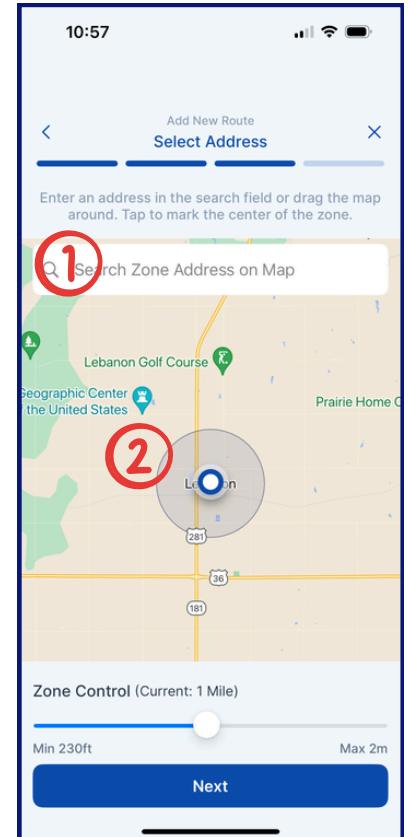 10:57
Add New Route
Select Address
Enter an address in the search field or drag the map
around. Tap to mark the center of the zone.
1
Search Zone Address on Map
Lebanon Golf Course
Geographic Center
the United States
Prairie Home C
2
281
36
181
Zone Control (Current: 1 Mile)
Min 230ft
Max 2m
Next